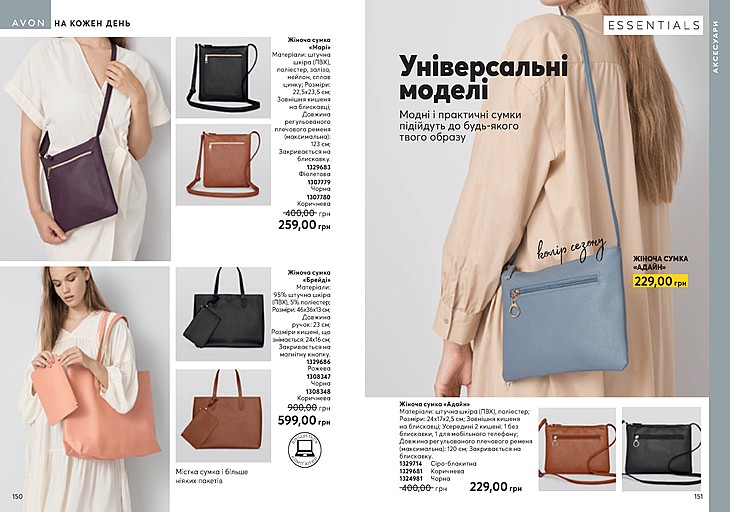 AVON НА КОЖЕН ДЕНЬ
Жіноча сумка
«Марі»
Матеріали: штучна
шкіра (ПВХ),
поліестер, залізо,
нейлон, сплав
цинку; Розміри:
22,5х23,5 см;
Зовнішня кишеня
на блискавці;
Довжина
регульованого
плечового ременя
(максимальна):
123 см;
Закривається на
блискавку.
1329683
Фіалетова
1307779
Чорна
1307780
Коричнева
400,00 грн
259,00 грн
Жіноча сумка
«Брейді»
Матеріали:
95% штучна шкіра
(ПВХ), 5% поліестер;
Розміри: 46х36х13 см;
Довжина
ручок: 23 см;
Розміри кишені, що
знімається: 24х16 см;
Закривається на
магнітну кнопку.
1329686
Рожева
1308347
Чорна
1308348
Коричнева
900,00 грн
599,00 грн
Містка сумка і більше
ніяких пакетів
150
ESSENTIALS
АКСЕСУАРИ
Універсальні
моделі
Модні і практичні сумки
підійдуть до будь-якого
твого образу
колір сезону
ЖІНОЧА СУМКА
«АДАЙН»
229,00 грн
Жіноча сумка «Адайн»
Матеріали: штучна шкіра (ПВХ), поліестер;
Розміри: 24х17х2,5 см; Зовнішня кишеня
на блискавці; Усередині 2 кишені: 1 без
блискавки, 1 для мобільного телефону;
Довжина регульованого плечового ременя
(максимальна): 120 см; Закривається на
блискавку.
1329714 Сіро-блакитна
1329681 Коричнева
1324981 Чорна
400,00 грн 229,00 грн
151